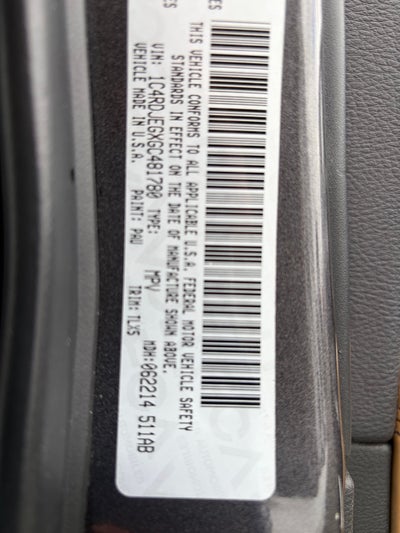 THIS VEHICLE CONFORMS TO ALL APPLICABLE U.S.A. FEDERAL MOTOR VEHICLE SAFETY
STANDARDS IN EFFECT ON THE DATE OF MANUFACTURE SHOWN ABOVE.
VIN: 1C4RDJEGXGC481780 TYPE: MPV MDH:062214 511AB
VEHICLE MADE IN U.S.A. PAINT: PAU TRIM:TLX5